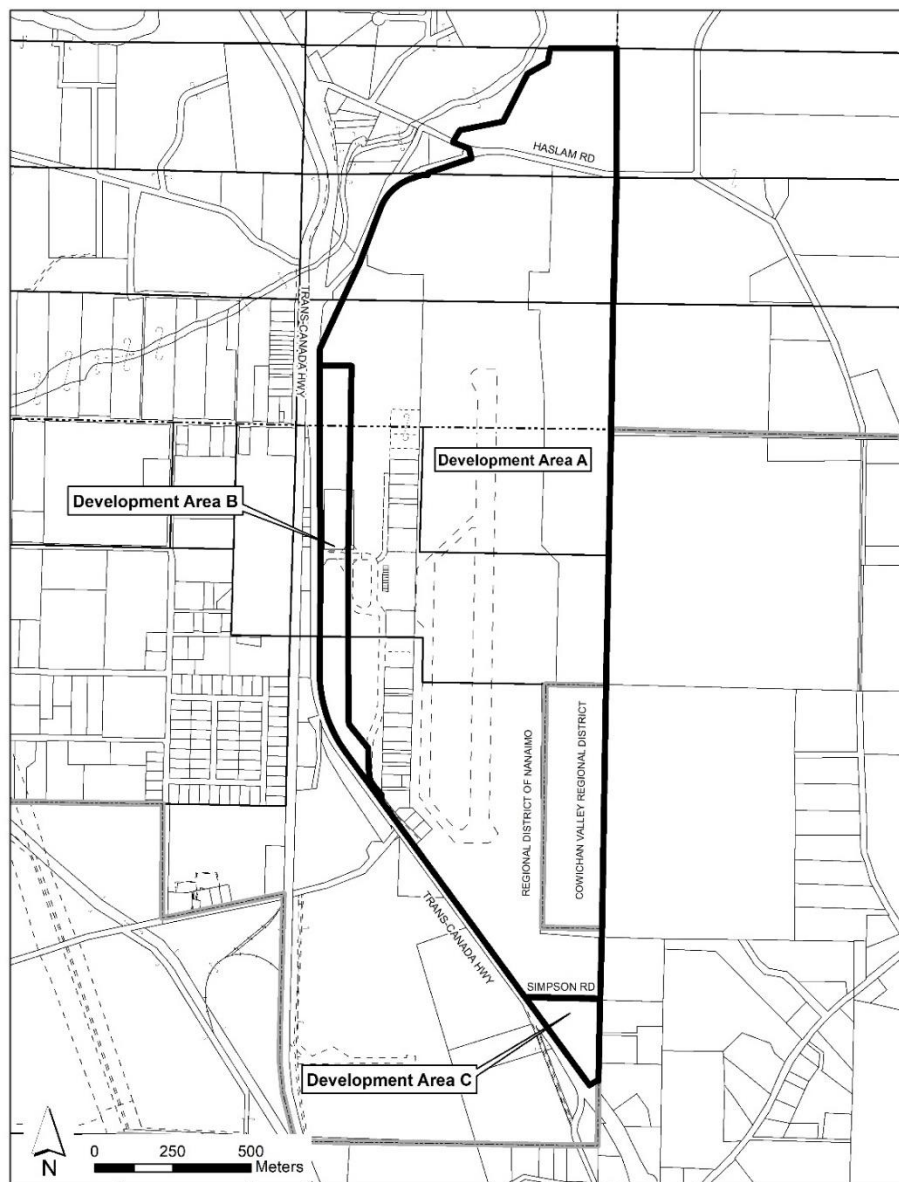 HASLAM RD
TRANS-CANADA HWY
Development Area A
Development Area B
REGIONAL DISTRICT OF NANAIMO
COWICHAN VALLEY REGIONAL DISTRICT
TRANS-CANADA HWY
SIMPSON RD
Development Area C
N
0 250 500
Meters